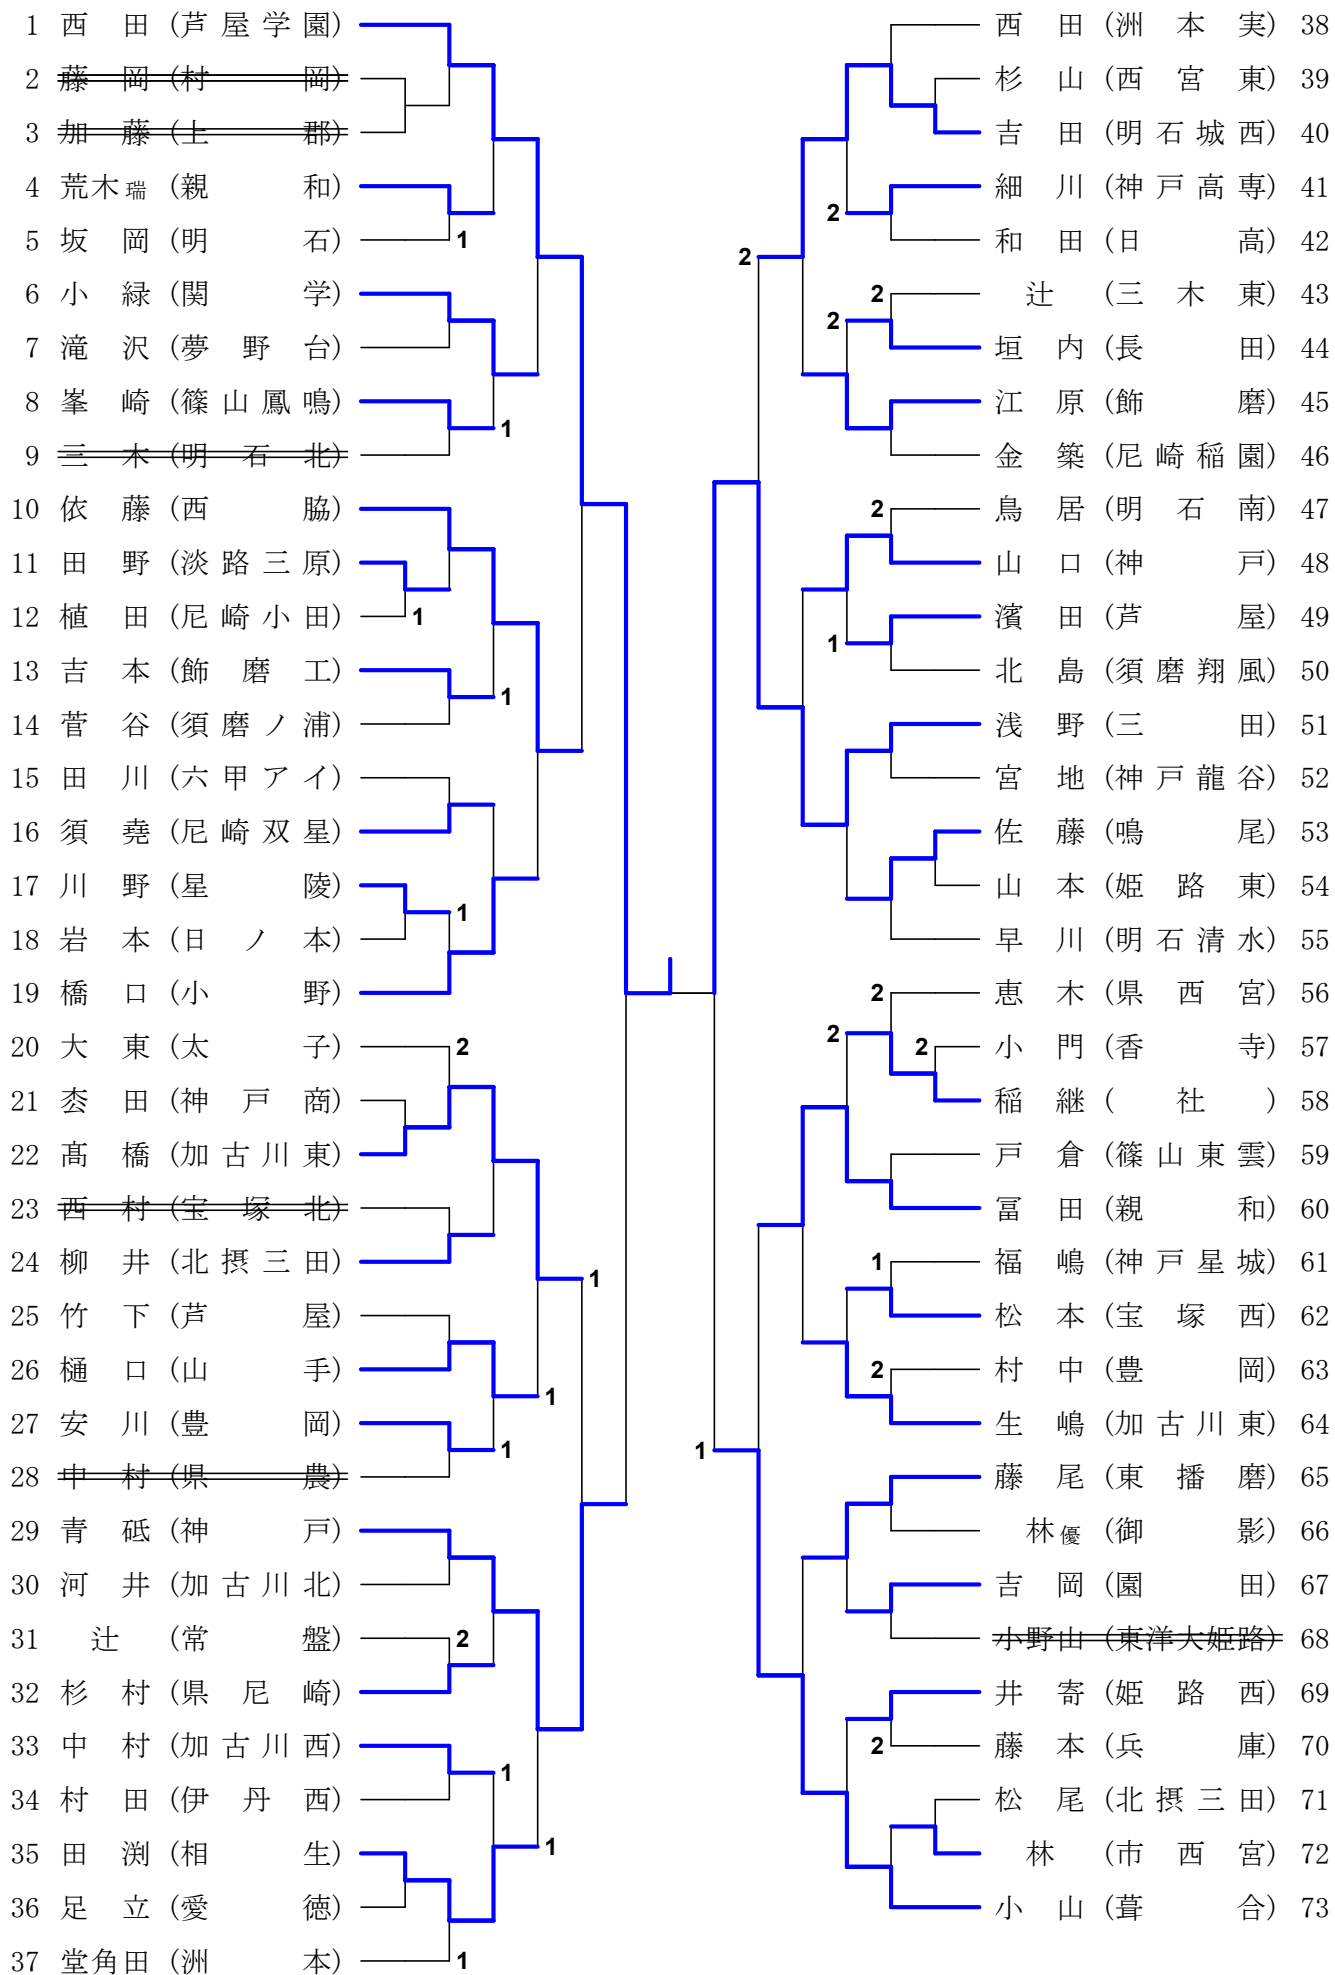 1 西田 (芦屋学園)
2 藤岡 (村岡)
3 加藤 (上郡)
4 荒木瑞 (親和)
5 坂岡 (明石)
1
6 小緑 (関学)
7 滝沢 (夢野台)
8 峯崎 (篠山鳳鳴)
1
9 三木 (明石北)
10 依藤 (西脇)
11 田野 (淡路三原)
12 植田 (尼崎小田)
1
13 吉本 (飾磨工)
1
14 菅谷 (須磨ノ浦)
15 田川 (六甲アイ)
16 須堯 (尼崎双星)
17 川野 (星陵)
1
18 岩本 (日ノ本)
19 橋口 (小野)
20 大東 (太子)
2
21 枩田 (神戸商)
22 髙橋 (加古川東)
23 西村 (宝塚北)
24 柳井 (北摂三田)
1
25 竹下 (芦屋)
26 樋口 (山手)
1
27 安川 (豊岡)
1
28 中村 (県農)
29 青砥 (神戸)
30 河井 (加古川北)
31 辻 (常盤)
2
32 杉村 (県尼崎)
33 中村 (加古川西)
1
34 村田 (伊丹西)
35 田渕 (相生)
1
36 足立 (愛徳)
37 堂角田 (洲本)
1
西田 (洲本実) 38
杉山 (西宮東) 39
吉田 (明石城西) 40
細川 (神戸高専) 41
2
和田 (日高) 42
2
2
辻 (三木東) 43
2
垣内 (長田) 44
江原 (飾磨) 45
金築 (尼崎稲園) 46
2
鳥居 (明石南) 47
山口 (神戸) 48
濱田 (芦屋) 49
1
北島 (須磨翔風) 50
浅野 (三田) 51
宮地 (神戸龍谷) 52
佐藤 (鳴尾) 53
山本 (姫路東) 54
早川 (明石清水) 55
2
恵木 (県西宮) 56
2
2
小門 (香寺) 57
稲継 (社) 58
戸倉 (篠山東雲) 59
冨田 (親和) 60
1
福嶋 (神戸星城) 61
松本 (宝塚西) 62
2
村中 (豊岡) 63
生嶋 (加古川東) 64
1
藤尾 (東播磨) 65
林優 (御影) 66
吉岡 (園田) 67
小野山 (東洋大姫路) 68
井寄 (姫路西) 69
2
藤本 (兵庫) 70
松尾 (北摂三田) 71
林 (市西宮) 72
小山 (葺合) 73